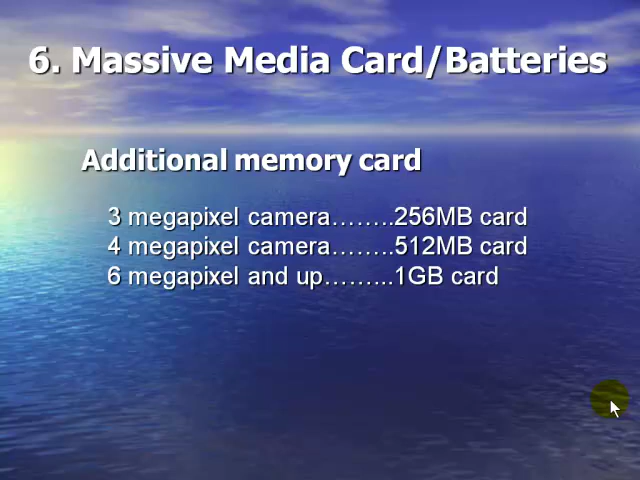 6. Massive Media Card/Batteries
Additional memory card
3 megapixel camera……..256MB card
4 megapixel camera……..512MB card
6 megapixel and up……...1GB card